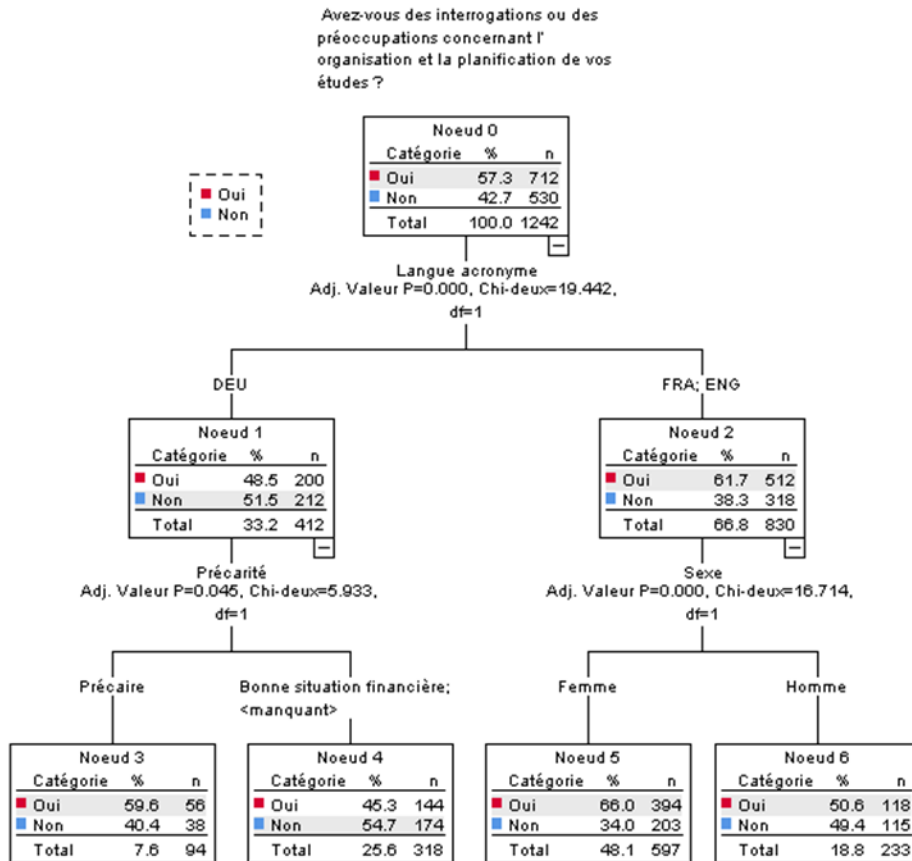 Avez-vous des interrogations ou des
préoccupations concernant l'
organisation et la planification de vos
études ?
Oui
Non
Noeud 0
Catégorie % n
Oui 57.3 712
Non 42.7 530
Total 100.0 1242
Langue acronyme
Adj. Valeur P=0.000, Chi-deux=19.442,
df=1
DEU
FRA; ENG
Noeud 1
Catégorie % n
Oui 48.5 200
Non 51.5 212
Total 33.2 412
Noeud 2
Catégorie % n
Oui 61.7 512
Non 38.3 318
Total 66.8 830
Précarité
Adj. Valeur P=0.045, Chi-deux=5.933,
df=1
Sexe
Adj. Valeur P=0.000, Chi-deux=16.714,
df=1
Précaire
Bonne situation financière;
<manquant>
Femme
Homme
Noeud 3
Catégorie % n
Oui 59.6 56
Non 40.4 38
Total 7.6 94
Noeud 4
Catégorie % n
Oui 45.3 144
Non 54.7 174
Total 25.6 318
Noeud 5
Catégorie % n
Oui 66.0 394
Non 34.0 203
Total 48.1 597
Noeud 6
Catégorie % n
Oui 50.6 118
Non 49.4 115
Total 18.8 233